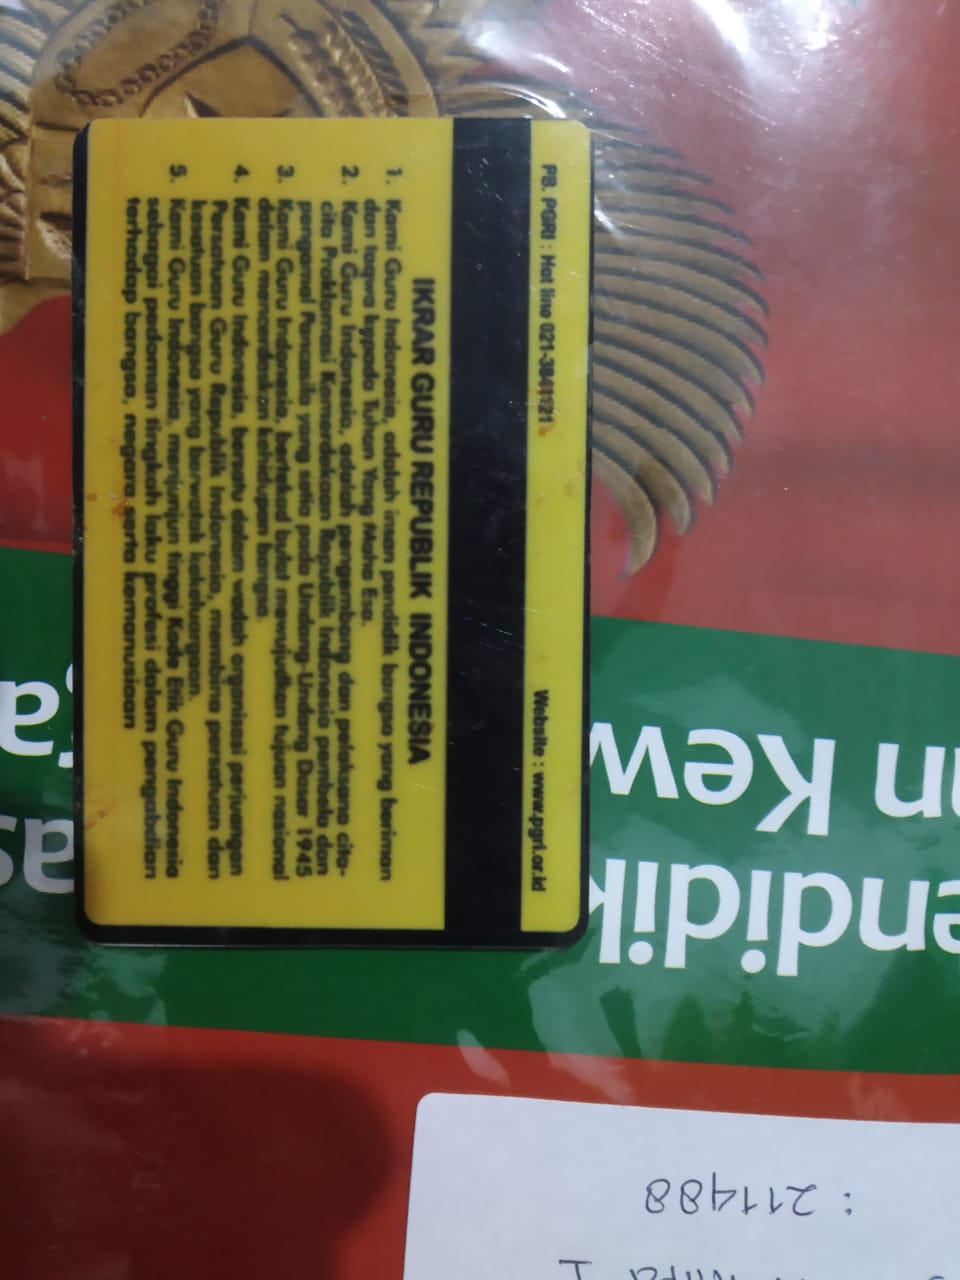 PB. PGRI : Hot line 021-3841121 Website : www.pgri.or.id
IKRAR GURU REPUBLIK INDONESIA
1. Kami Guru Indonesia, adalah insan pendidik bangsa yang beriman
dan taqwa kepada Tuhan Yang Maha Esa.
2. Kami Guru Indonesia, adalah pengembang dan pelaksana cita-
cita Proklamasi Kemerdekaan Republik Indonesia pembela dan
pengamal Pancasila yang setia pada Undang-Undang Dasar 1945
3. Kami Guru Indonesia, bertekad bulat mewujudkan tujuan nasional
dalam mencerdaskan kehidupan bangsa
4. Kami Guru Indonesia, bersatu dalam wadah organisasi perjuangan
Persatuan Guru Republik Indonesia, membina persatuan dan
kesatuan bangsa yang berwatak kekeluargaan.
5. Kami Guru Indonesia, menjunjung tinggi Kode Etik Guru Indonesia
sebagai pedoman tingkah laku profesi dalam pengabdian
terhadap bangsa, negara serta kemanusiaan
: 211488
endidik
an Kew